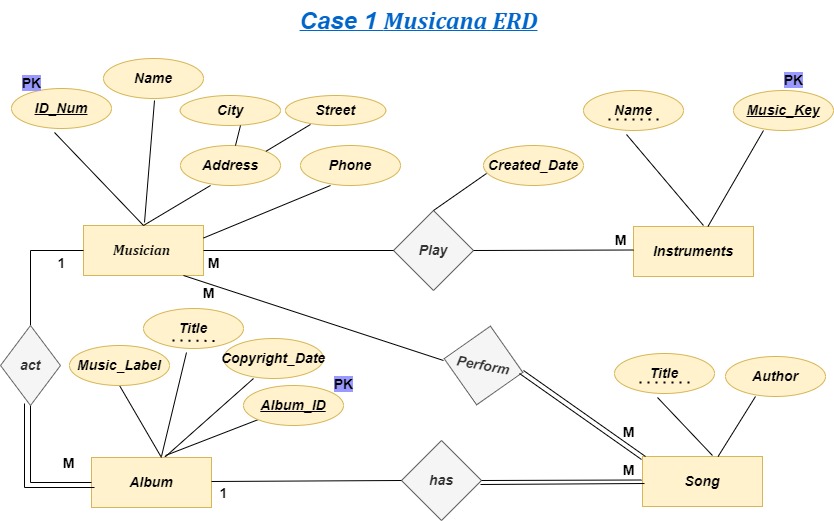 Case 1 Musicana ERD
PK
ID_Num
Name
City
Street
Address
Phone
Created_Date
Name
PK
Music_Key
Musician
Play
Instruments
1
M
M
M
act
Music_Label
Title
Copyright_Date
PK
Album_ID
Perform
Title
Author
M
M
Album
1
has
M
Song